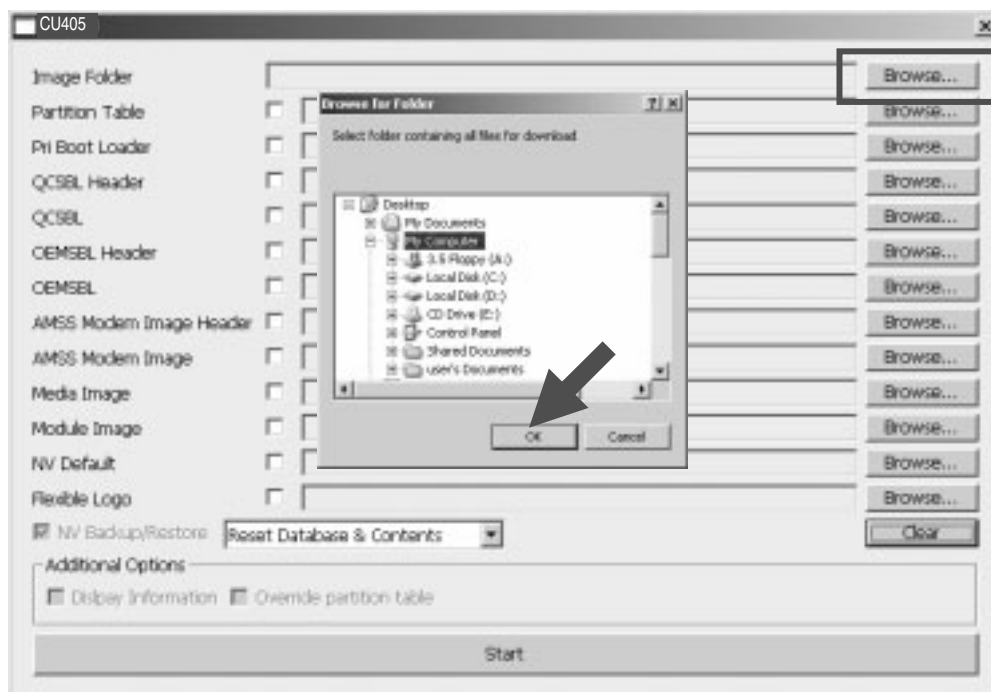 CU405
Image Folder Browse...
Partition Table Browse...
Pri Boot Loader Browse...
QCSBL Header Browse...
QCSBL Browse...
OEMSBL Header Browse...
OEMSBL Browse...
AMSS Modem Image Header Browse...
AMSS Modem Image Browse...
Media Image Browse...
Module Image Browse...
NV Default Browse...
Flexible Logo Browse...
NV Backup/Restore Reset Database & Contents Clear
Additional Options
Dislpay Information Override partition table
Start
Browse for Folder
Select folder containing all files for download.
Desktop
My Documents
My Computer
3.5 Floppy (A:)
Local Disk (C:)
Local Disk (D:)
CD Drive (E:)
Control Panel
Shared Documents
user's Documents
OK Cancel